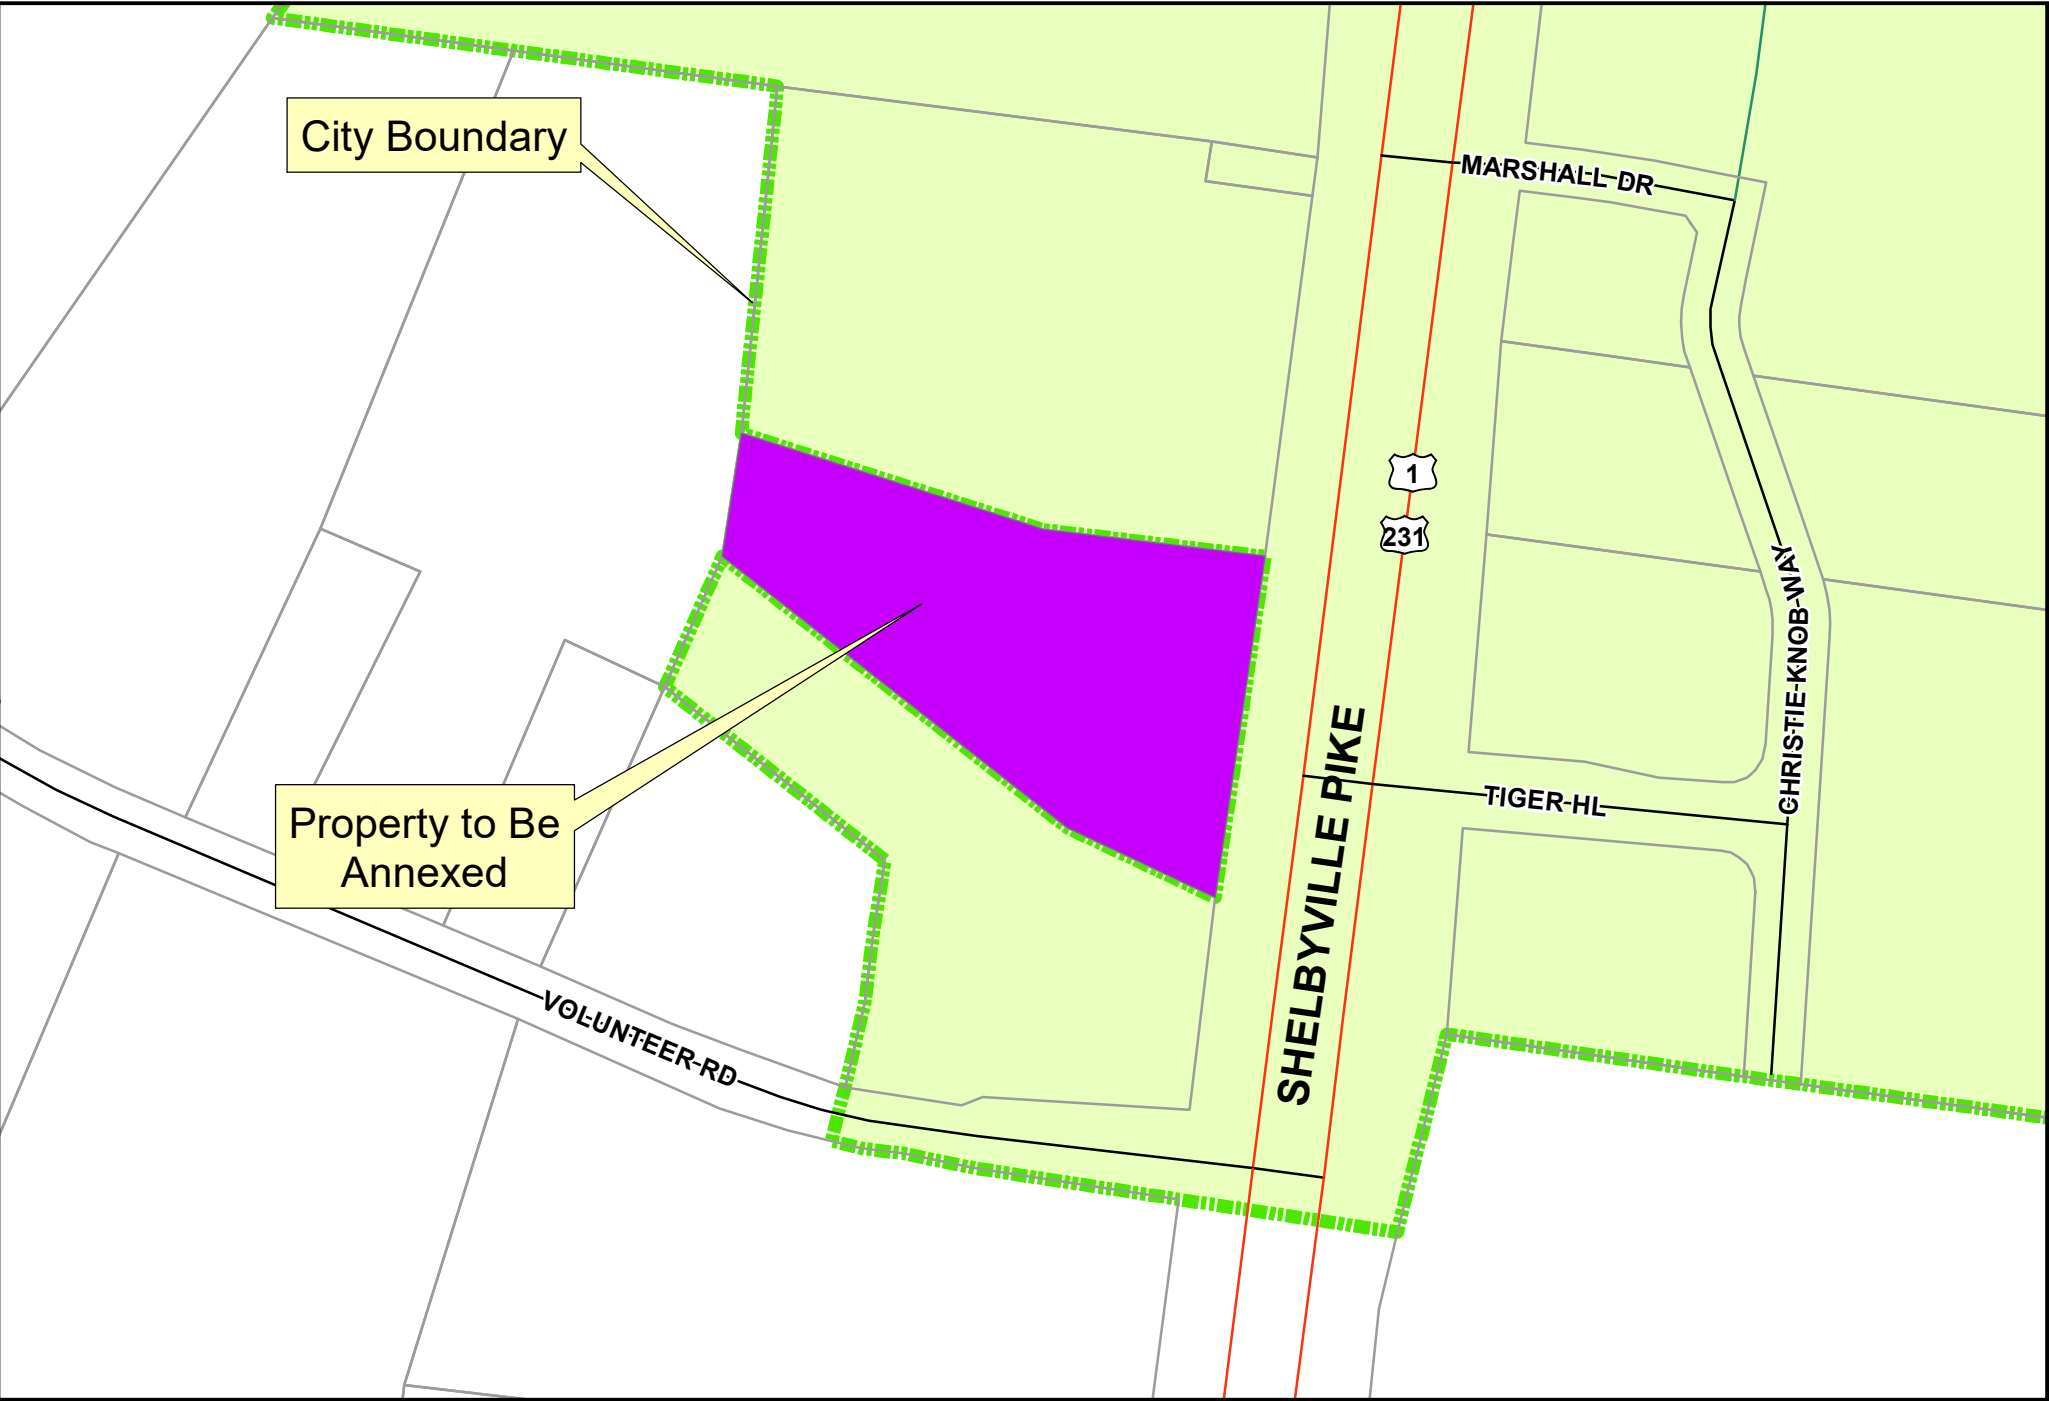 City Boundary
MARSHALL DR
1
231
CHRISTIE KNOB WAY
SHELBYVILLE PIKE
TIGER HL
Property to Be
Annexed
VOLUNTEER RD